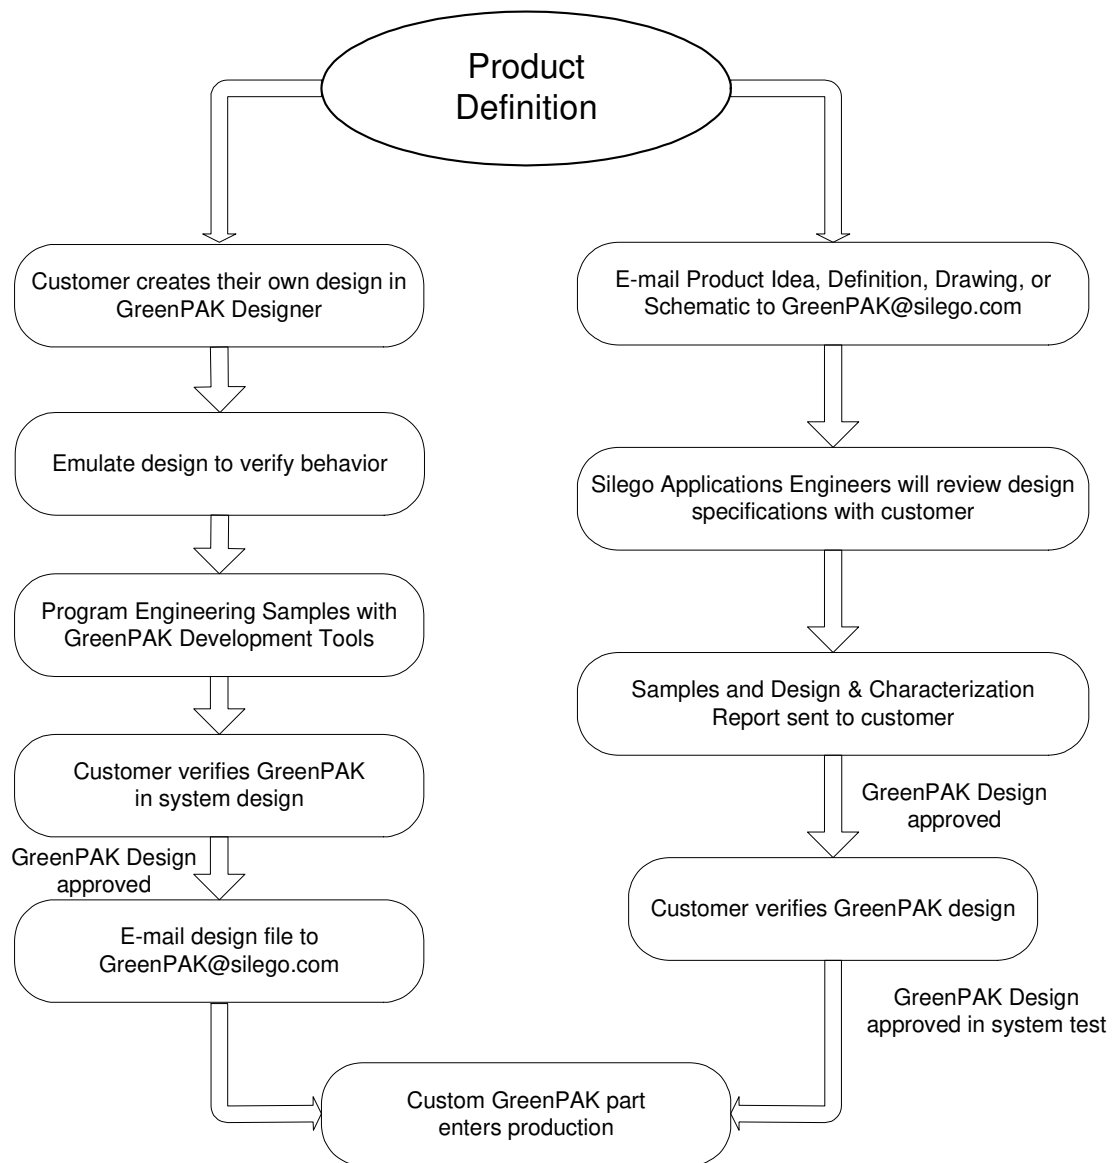 Product
Definition
Customer creates their own design in
GreenPAK Designer
Emulate design to verify behavior
Program Engineering Samples with
GreenPAK Development Tools
Customer verifies GreenPAK
in system design
GreenPAK Design
approved
E-mail design file to
GreenPAK@silego.com
E-mail Product Idea, Definition, Drawing, or
Schematic to GreenPAK@silego.com
Silego Applications Engineers will review design
specifications with customer
Samples and Design & Characterization
Report sent to customer
GreenPAK Design
approved
Customer verifies GreenPAK design
GreenPAK Design
approved in system test
Custom GreenPAK part
enters production